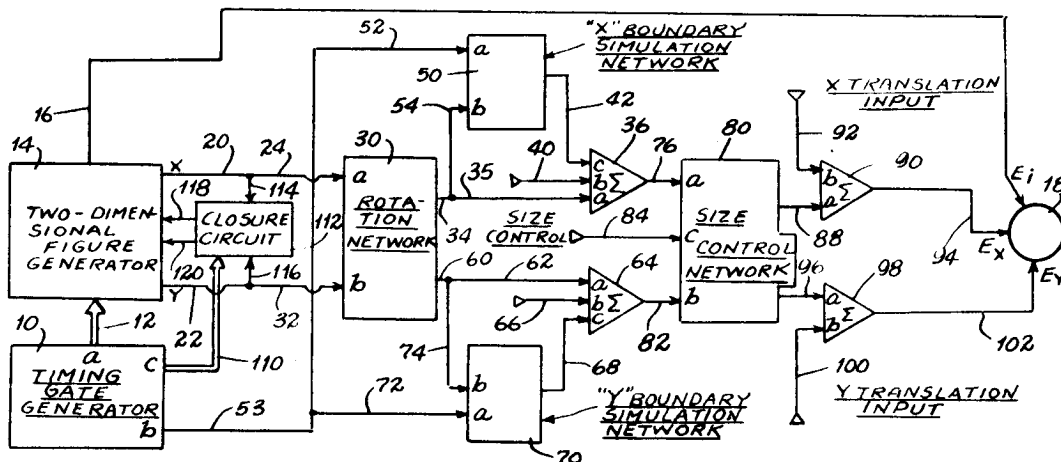 52
a
50
b
"X" BOUNDARY
SIMULATION
NETWORK
16
54
42
X TRANSLATION
INPUT
14
X
20
24
30
40
36
76
80
92
90
Ei
18
118
114
a
35
c
b
a
Σ
a
b
a
Σ
TWO-DIMEN-
SIONAL
FIGURE
GENERATOR
CLOSURE
CIRCUIT
112
ROTA-
TION
NETWORK
34
SIZE
CONTROL
84
c
SIZE
CONTROL
NETWORK
88
94
Ex
EY
120
116
60
62
64
96
98
Y
b
a
b
c
Σ
b
a
b
Σ
12
22
32
66
82
102
10
a
c
110
74
68
100
TIMING
GATE
GENERATOR
b
53
72
b
a
70
"Y" BOUNDARY
SIMULATION
NETWORK
Y TRANSLATION
INPUT